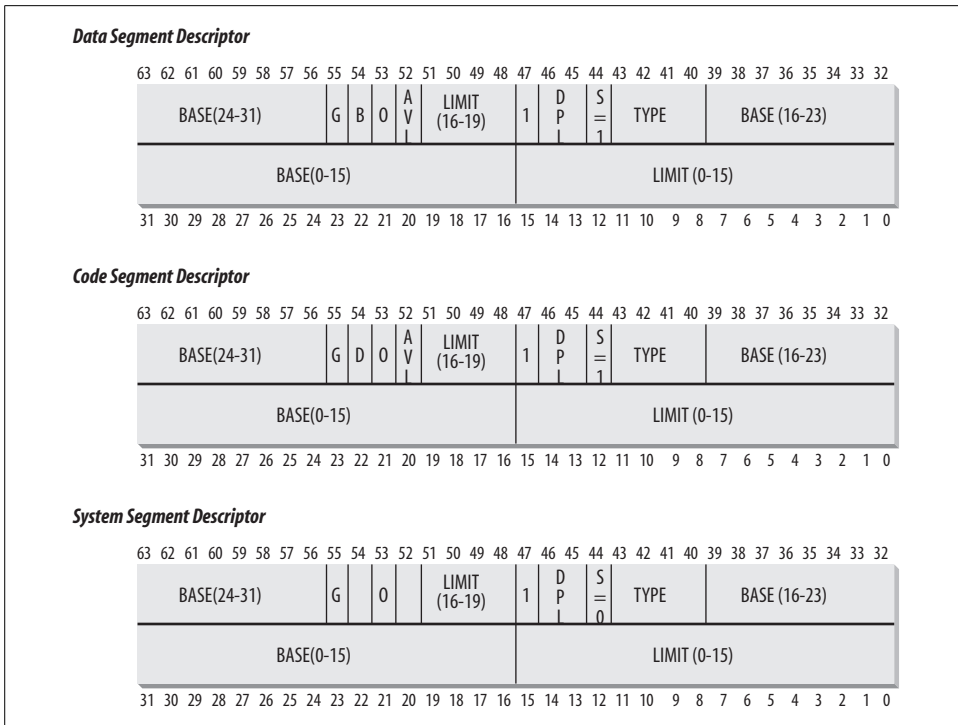 Data Segment Descriptor
63 62 61 60 59 58 57 56 55 54 53 52 51 50 49 48 47 46 45 44 43 42 41 40 39 38 37 36 35 34 33 32
BASE(24-31) G B 0 AVL LIMIT (16-19) 1 DPL S=1 TYPE BASE (16-23)
BASE(0-15) LIMIT (0-15)
31 30 29 28 27 26 25 24 23 22 21 20 19 18 17 16 15 14 13 12 11 10 9 8 7 6 5 4 3 2 1 0
Code Segment Descriptor
63 62 61 60 59 58 57 56 55 54 53 52 51 50 49 48 47 46 45 44 43 42 41 40 39 38 37 36 35 34 33 32
BASE(24-31) G D 0 AVL LIMIT (16-19) 1 DPL S=1 TYPE BASE (16-23)
BASE(0-15) LIMIT (0-15)
31 30 29 28 27 26 25 24 23 22 21 20 19 18 17 16 15 14 13 12 11 10 9 8 7 6 5 4 3 2 1 0
System Segment Descriptor
63 62 61 60 59 58 57 56 55 54 53 52 51 50 49 48 47 46 45 44 43 42 41 40 39 38 37 36 35 34 33 32
BASE(24-31) G 0 LIMIT (16-19) 1 DPL S=0 TYPE BASE (16-23)
BASE(0-15) LIMIT (0-15)
31 30 29 28 27 26 25 24 23 22 21 20 19 18 17 16 15 14 13 12 11 10 9 8 7 6 5 4 3 2 1 0